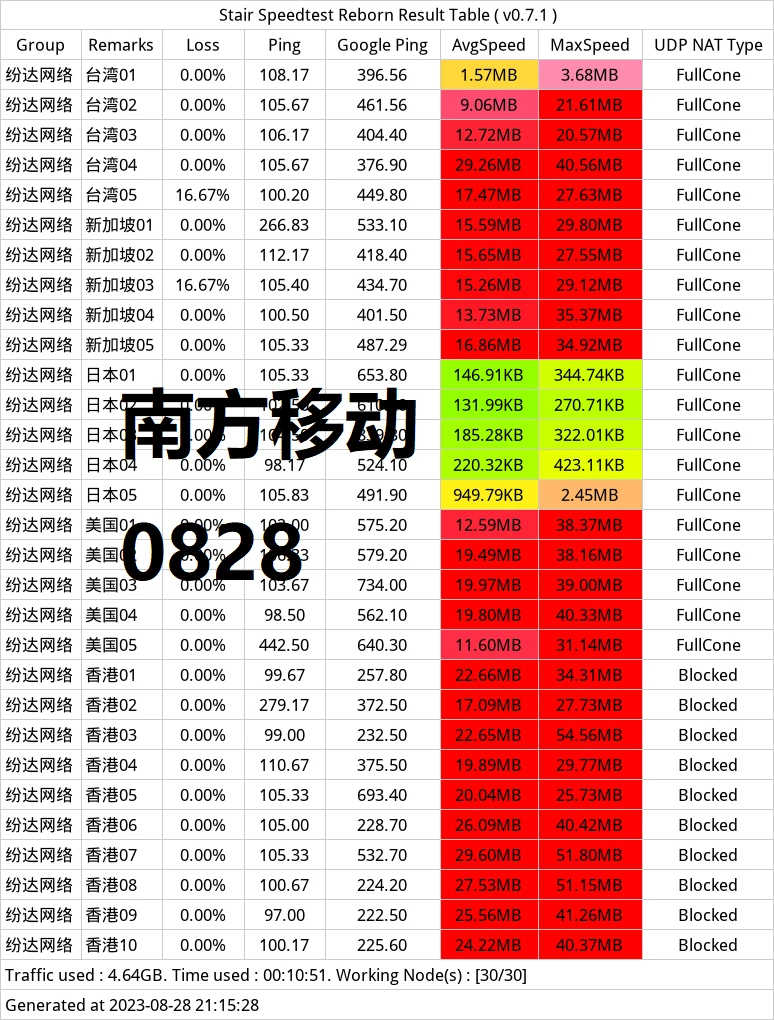 Stair Speedtest Reborn Result Table ( v0.7.1 )
Group Remarks Loss Ping Google Ping AvgSpeed MaxSpeed UDP NAT Type
纷达网络 台湾01 0.00% 108.17 396.56 1.57MB 3.68MB FullCone
纷达网络 台湾02 0.00% 105.67 461.56 9.06MB 21.61MB FullCone
纷达网络 台湾03 0.00% 106.17 404.40 12.72MB 20.57MB FullCone
纷达网络 台湾04 0.00% 105.67 376.90 29.26MB 40.56MB FullCone
纷达网络 台湾05 16.67% 100.20 449.80 17.47MB 27.63MB FullCone
纷达网络 新加坡01 0.00% 266.83 533.10 15.59MB 29.80MB FullCone
纷达网络 新加坡02 0.00% 112.17 418.40 15.65MB 27.55MB FullCone
纷达网络 新加坡03 16.67% 105.40 434.70 15.26MB 29.12MB FullCone
纷达网络 新加坡04 0.00% 100.50 401.50 13.73MB 35.37MB FullCone
纷达网络 新加坡05 0.00% 105.33 487.29 16.86MB 34.92MB FullCone
纷达网络 日本01 0.00% 105.33 653.80 146.91KB 344.74KB FullCone
纷达网络 日本02 0.00% 131.99KB 270.71KB FullCone
纷达网络 日本03 0.00% 185.28KB 322.01KB FullCone
南方移动
纷达网络 日本04 0.00% 98.17 524.10 220.32KB 423.11KB FullCone
纷达网络 日本05 0.00% 105.83 491.90 949.79KB 2.45MB FullCone
纷达网络 美国01 0.00% 575.20 12.59MB 38.37MB FullCone
纷达网络 美国02 0.00% 579.20 19.49MB 38.16MB FullCone
0828
纷达网络 美国03 0.00% 103.67 734.00 19.97MB 39.00MB FullCone
纷达网络 美国04 0.00% 98.50 562.10 19.80MB 40.33MB FullCone
纷达网络 美国05 0.00% 442.50 640.30 11.60MB 31.14MB FullCone
纷达网络 香港01 0.00% 99.67 257.80 22.66MB 34.31MB Blocked
纷达网络 香港02 0.00% 279.17 372.50 17.09MB 27.73MB Blocked
纷达网络 香港03 0.00% 99.00 232.50 22.65MB 54.56MB Blocked
纷达网络 香港04 0.00% 110.67 375.50 19.89MB 29.77MB Blocked
纷达网络 香港05 0.00% 105.33 693.40 20.04MB 25.73MB Blocked
纷达网络 香港06 0.00% 105.00 228.70 26.09MB 40.42MB Blocked
纷达网络 香港07 0.00% 105.33 532.70 29.60MB 51.80MB Blocked
纷达网络 香港08 0.00% 100.67 224.20 27.53MB 51.15MB Blocked
纷达网络 香港09 0.00% 97.00 222.50 25.56MB 41.26MB Blocked
纷达网络 香港10 0.00% 100.17 225.60 24.22MB 40.37MB Blocked
Traffic used : 4.64GB. Time used : 00:10:51. Working Node(s) : [30/30]
Generated at 2023-08-28 21:15:28